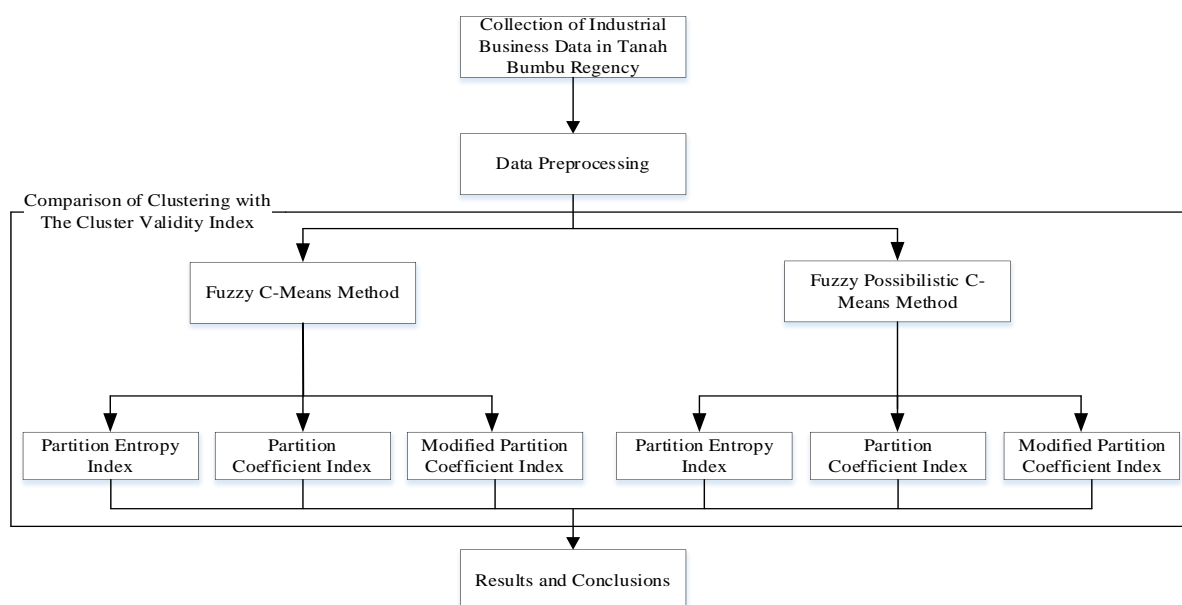 Collection of Industrial
Business Data in Tanah
Bumbu Regency
Data Preprocessing
Comparison of Clustering with
The Cluster Validity Index
Fuzzy C-Means Method
Fuzzy Possibilistic C-
Means Method
Partition Entropy
Index
Partition
Coefficient Index
Modified Partition
Coefficient Index
Partition Entropy
Index
Partition
Coefficient Index
Modified Partition
Coefficient Index
Results and Conclusions